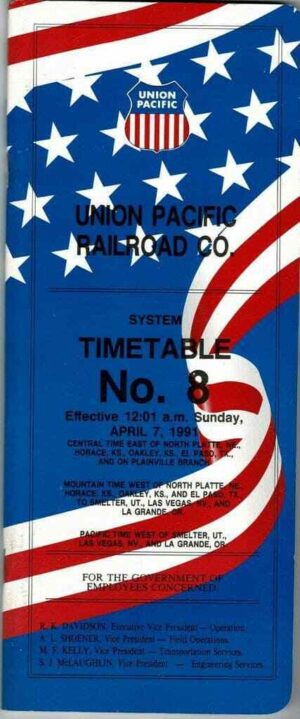 UNION
PACIFIC
UNION PACIFIC
RAILROAD CO.
SYSTEM
TIMETABLE
No. 8
Effective 12:01 a.m. Sunday,
APRIL 7, 1991
CENTRAL TIME EAST OF NORTH PLATTE, NE.,
HORACE, KS., OAKLEY, KS., EL PASO, TX.,
AND ON PLAINVILLE BRANCH.
MOUNTAIN TIME WEST OF NORTH PLATTE, NE.,
HORACE, KS., OAKLEY, KS., AND EL PASO, TX.,
TO SMELTER, UT., LAS VEGAS, NV., AND
LA GRANDE, OR.
PACIFIC TIME WEST OF SMELTER, UT.,
LAS VEGAS, NV., AND LA GRANDE, OR.
FOR THE GOVERNMENT OF
EMPLOYEES CONCERNED.
R. K. DAVIDSON, Executive Vice President — Operation.
A. L. SHOENER, Vice President — Field Operations.
M. F. KELLY, Vice President — Transportation Services.
S. J. McLAUGHLIN, Vice President — Engineering Services.